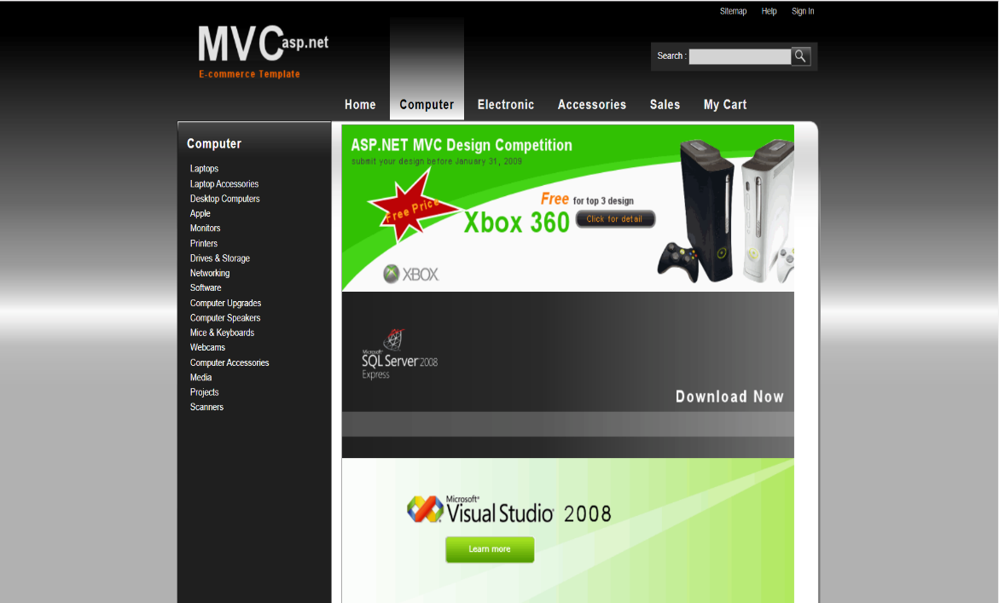 Sitemap Help Sign In
MVC asp.net
E-commerce Template
Search :
Home Computer Electronic Accessories Sales My Cart
Computer
Laptops
Laptop Accessories
Desktop Computers
Apple
Monitors
Printers
Drives & Storage
Networking
Software
Computer Upgrades
Computer Speakers
Mice & Keyboards
Webcams
Computer Accessories
Media
Projects
Scanners
ASP.NET MVC Design Competition
submit your design before January 31, 2009
Free Price
Free for top 3 design
Xbox 360
Click for detail
XBOX
Microsoft
SQL Server 2008
Express
Download Now
Microsoft®
Visual Studio 2008
Learn more